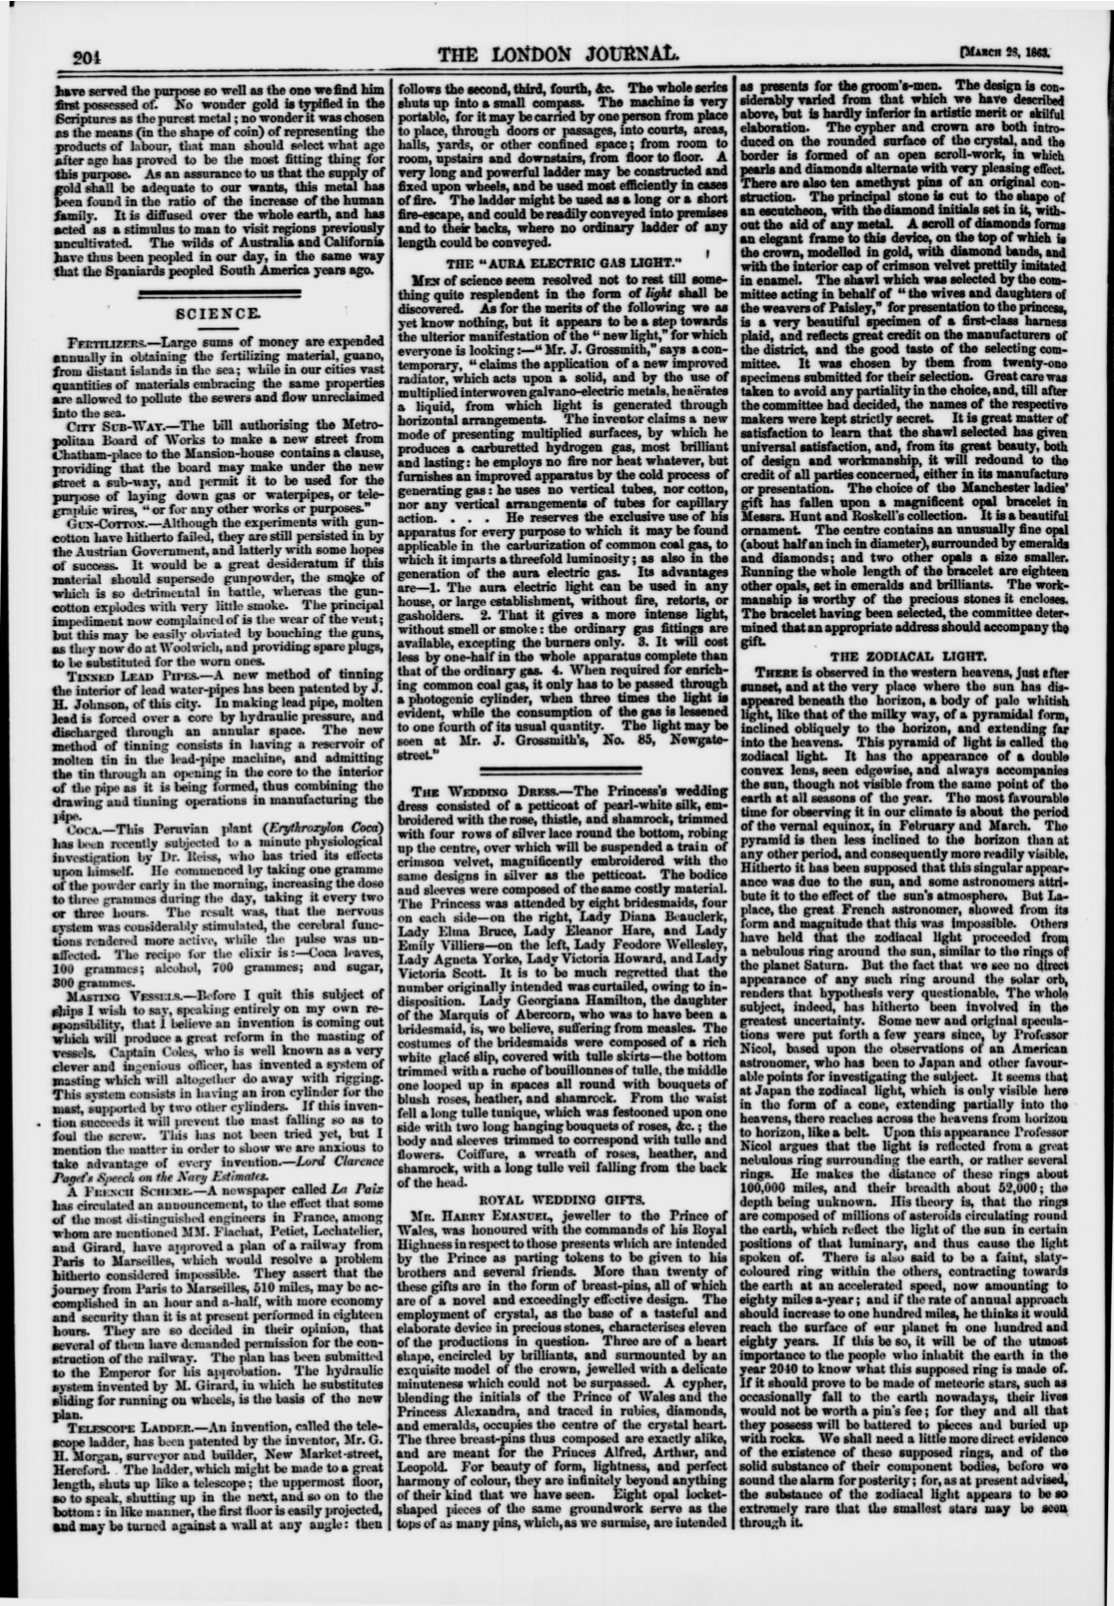 204
THE LONDON JOURNAL.
[MARCH 28, 1863.
have served the purpose so well as the one we find him
first possessed of. No wonder gold is typified in the
Scriptures as the purest metal; no wonder it was chosen
as the means (in the shape of coin) of representing the
products of labour, that man should select what age
after age has proved to be the most fitting thing for
this purpose. As an assurance to us that the supply of
gold shall be adequate to our wants, this metal has
been found in the ratio of the increase of the human
family. It is diffused over the whole earth, and has
acted as a stimulus to man to visit regions previously
uncultivated. The wilds of Australia and California
have thus been peopled in our day, in the same way
that the Spaniards peopled South America years ago.
SCIENCE.
FERTILIZERS.—Large sums of money are expended
annually in obtaining the fertilizing material, guano,
from distant islands in the sea; while in our cities vast
quantities of materials embracing the same properties
are allowed to pollute the sewers and flow unreclaimed
into the sea.
CITY SUB-WAY.—The bill authorising the Metro-
politan Board of Works to make a new street from
Chatham-place to the Mansion-house contains a clause,
providing that the board may make under the new
street a sub-way, and permit it to be used for the
purpose of laying down gas or waterpipes, or tele-
graphic wires, "or for any other works or purposes."
GUN-COTTON.—Although the experiments with gun-
cotton have hitherto failed, they are still persisted in by
the Austrian Government, and latterly with some hopes
of success. It would be a great desideratum if this
material should supersede gunpowder, the smoke of
which is so detrimental in battle, whereas the gun-
cotton explodes with very little smoke. The principal
impediment now complained of is the wear of the vent;
but this may be easily obviated by bouching the guns,
as they now do at Woolwich, and providing spare plugs,
to be substituted for the worn ones.
TINNED LEAD PIPES.—A new method of tinning
the interior of lead water-pipes has been patented by J.
H. Johnson, of this city. In making lead pipe, molten
lead is forced over a core by hydraulic pressure, and
discharged through an annular space. The new
method of tinning consists in having a reservoir of
molten tin in the lead-pipe machine, and admitting
the tin through an opening in the core to the interior
of the pipe as it is being formed, thus combining the
drawing and tinning operations in manufacturing the
pipe.
COCA.—This Peruvian plant (Erythroxylon Coca)
has been recently subjected to a minute physiological
investigation by Dr. Reiss, who has tried its effects
upon himself. He commenced by taking one gramme
of the powder early in the morning, increasing the dose
to three grammes during the day, taking it every two
or three hours. The result was, that the nervous
system was considerably stimulated, the cerebral func-
tions rendered more active, while the pulse was un-
affected. The recipe for the elixir is:—Coca leaves,
100 grammes; alcohol, 700 grammes; and sugar,
300 grammes.
MASTING VESSELS.—Before I quit this subject of
ships I wish to say, speaking entirely on my own re-
sponsibility, that I believe an invention is coming out
which will produce a great reform in the masting of
vessels. Captain Coles, who is well known as a very
clever and ingenious officer, has invented a system of
masting which will altogether do away with rigging.
This system consists in having an iron cylinder for the
mast, supported by two other cylinders. If this inven-
tion succeeds it will prevent the mast falling so as to
foul the screw. This has not been tried yet, but I
mention the matter in order to show we are anxious to
take advantage of every invention.—Lord Clarence
Paget's Speech on the Navy Estimates.
A FRENCH SCHEME.—A newspaper called La Paix
has circulated an announcement, to the effect that some
of the most distinguished engineers in France, among
whom are mentioned MM. Flachat, Petiet, Lechatelier,
and Girard, have approved a plan of a railway from
Paris to Marseilles, which would resolve a problem
hitherto considered impossible. They assert that the
journey from Paris to Marseilles, 510 miles, may be ac-
complished in an hour and a-half, with more economy
and security than it is at present performed in eighteen
hours. They are so decided in their opinion, that
several of them have demanded permission for the con-
struction of the railway. The plan has been submitted
to the Emperor for his approbation. The hydraulic
system invented by M. Girard, in which he substitutes
sliding for running on wheels, is the basis of the new
plan.
TELESCOPE LADDER.—An invention, called the tele-
scope ladder, has been patented by the inventor, Mr. G.
H. Morgan, surveyor and builder, New Market-street,
Hereford. The ladder, which might be made to a great
length, shuts up like a telescope; the uppermost floor,
so to speak, shutting up in the next, and so on to the
bottom: in like manner, the first floor is easily projected,
and may be turned against a wall at any angle: then
follows the second, third, fourth, &c. The whole series
shuts up into a small compass. The machine is very
portable, for it may be carried by one person from place
to place, through doors or passages, into courts, areas,
halls, yards, or other confined space; from room to
room, upstairs and downstairs, from floor to floor. A
very long and powerful ladder may be constructed and
fixed upon wheels, and be used most efficiently in cases
of fire. The ladder might be used as a long or a short
fire-escape, and could be readily conveyed into premises
and to their backs, where no ordinary ladder of any
length could be conveyed.
THE "AURA ELECTRIC GAS LIGHT."
MEN of science seem resolved not to rest till some-
thing quite resplendent in the form of light shall be
discovered. As for the merits of the following we as
yet know nothing, but it appears to be a step towards
the ulterior manifestation of the "new light," for which
everyone is looking:—"Mr. J. Grossmith," says a con-
temporary, "claims the application of a new improved
radiator, which acts upon a solid, and by the use of
multiplied interwoven galvano-electric metals, he aërates
a liquid, from which light is generated through
horizontal arrangements. The inventor claims a new
mode of presenting multiplied surfaces, by which he
produces a carburetted hydrogen gas, most brilliant
and lasting: he employs no fire nor heat whatever, but
furnishes an improved apparatus by the cold process of
generating gas: he uses no vertical tubes, nor cotton,
nor any vertical arrangements of tubes for capillary
action. . . . He reserves the exclusive use of his
apparatus for every purpose to which it may be found
applicable in the carburization of common coal gas, to
which it imparts a threefold luminosity; as also in the
generation of the aura electric gas. Its advantages
are—1. The aura electric light can be used in any
house, or large establishment, without fire, retorts, or
gasholders. 2. That it gives a more intense light,
without smell or smoke: the ordinary gas fittings are
available, excepting the burners only. 3. It will cost
less by one-half in the whole apparatus complete than
that of the ordinary gas. 4. When required for enrich-
ing common coal gas, it only has to be passed through
a photogenic cylinder, when three times the light is
evident, while the consumption of the gas is lessened
to one fourth of its usual quantity. The light may be
seen at Mr. J. Grossmith's, No. 85, Newgate-
street."
THE WEDDING DRESS.—The Princess's wedding
dress consisted of a petticoat of pearl-white silk, em-
broidered with the rose, thistle, and shamrock, trimmed
with four rows of silver lace round the bottom, robing
up the centre, over which will be suspended a train of
crimson velvet, magnificently embroidered with the
same designs in silver as the petticoat. The bodice
and sleeves were composed of the same costly material.
The Princess was attended by eight bridesmaids, four
on each side—on the right, Lady Diana Beauclerk,
Lady Elma Bruce, Lady Eleanor Hare, and Lady
Emily Villiers—on the left, Lady Feodore Wellesley,
Lady Agneta Yorke, Lady Victoria Howard, and Lady
Victoria Scott. It is to be much regretted that the
number originally intended was curtailed, owing to in-
disposition. Lady Georgiana Hamilton, the daughter
of the Marquis of Abercorn, who was to have been a
bridesmaid, is, we believe, suffering from measles. The
costumes of the bridesmaids were composed of a rich
white glacé slip, covered with tulle skirts—the bottom
trimmed with a ruche of bouillonnes of tulle, the middle
one looped up in spaces all round with bouquets of
blush roses, heather, and shamrock. From the waist
fell a long tulle tunique, which was festooned upon one
side with two long hanging bouquets of roses, &c.; the
body and sleeves trimmed to correspond with tulle and
flowers. Coiffure, a wreath of roses, heather, and
shamrock, with a long tulle veil falling from the back
of the head.
ROYAL WEDDING GIFTS.
MR. HARRY EMANUEL, jeweller to the Prince of
Wales, was honoured with the commands of his Royal
Highness in respect to those presents which are intended
by the Prince as parting tokens to be given to his
brothers and several friends. More than twenty of
these gifts are in the form of breast-pins, all of which
are of a novel and exceedingly effective design. The
employment of crystal, as the base of a tasteful and
elaborate device in precious stones, characterises eleven
of the productions in question. Three are of a heart
shape, encircled by brilliants, and surmounted by an
exquisite model of the crown, jewelled with a delicate
minuteness which could not be surpassed. A cypher,
blending the initials of the Prince of Wales and the
Princess Alexandra, and traced in rubies, diamonds,
and emeralds, occupies the centre of the crystal heart.
The three breast-pins thus composed are exactly alike,
and are meant for the Princes Alfred, Arthur, and
Leopold. For beauty of form, lightness, and perfect
harmony of colour, they are infinitely beyond anything
of their kind that we have seen. Eight opal locket-
shaped pieces of the same groundwork serve as the
tops of as many pins, which, as we surmise, are intended
as presents for the groom's-men. The design is con-
siderably varied from that which we have described
above, but is hardly inferior in artistic merit or skilful
elaboration. The cypher and crown are both intro-
duced on the rounded surface of the crystal, and the
border is formed of an open scroll-work, in which
pearls and diamonds alternate with very pleasing effect.
There are also ten amethyst pins of an original con-
struction. The principal stone is cut to the shape of
an escutcheon, with the diamond initials set in it, with-
out the aid of any metal. A scroll of diamonds forms
an elegant frame to this device, on the top of which is
the crown, modelled in gold, with diamond bands, and
with the interior cap of crimson velvet prettily imitated
in enamel. The shawl which was selected by the com-
mittee acting in behalf of "the wives and daughters of
the weavers of Paisley," for presentation to the princess,
is a very beautiful specimen of a first-class harness
plaid, and reflects great credit on the manufacturers of
the district, and the good taste of the selecting com-
mittee. It was chosen by them from twenty-one
specimens submitted for their selection. Great care was
taken to avoid any partiality in the choice, and, till after
the committee had decided, the names of the respective
makers were kept strictly secret. It is great matter of
satisfaction to learn that the shawl selected has given
universal satisfaction, and, from its great beauty, both
of design and workmanship, it will redound to the
credit of all parties concerned, either in its manufacture
or presentation. The choice of the Manchester ladies'
gift has fallen upon a magnificent opal bracelet in
Messrs. Hunt and Roskell's collection. It is a beautiful
ornament. The centre contains an unusually fine opal
(about half an inch in diameter), surrounded by emeralds
and diamonds; and two other opals a size smaller.
Running the whole length of the bracelet are eighteen
other opals, set in emeralds and brilliants. The work-
manship is worthy of the precious stones it encloses.
The bracelet having been selected, the committee deter-
mined that an appropriate address should accompany the
gift.
THE ZODIACAL LIGHT.
THERE is observed in the western heavens, just after
sunset, and at the very place where the sun has dis-
appeared beneath the horizon, a body of pale whitish
light, like that of the milky way, of a pyramidal form,
inclined obliquely to the horizon, and extending far
into the heavens. This pyramid of light is called the
zodiacal light. It has the appearance of a double
convex lens, seen edgewise, and always accompanies
the sun, though not visible from the same point of the
earth at all seasons of the year. The most favourable
time for observing it in our climate is about the period
of the vernal equinox, in February and March. The
pyramid is then less inclined to the horizon than at
any other period, and consequently more readily visible.
Hitherto it has been supposed that this singular appear-
ance was due to the sun, and some astronomers attri-
bute it to the effect of the sun's atmosphere. But La-
place, the great French astronomer, showed from its
form and magnitude that this was impossible. Others
have held that the zodiacal light proceeded from
a nebulous ring around the sun, similar to the rings of
the planet Saturn. But the fact that we see no direct
appearance of any such ring around the solar orb,
renders that hypothesis very questionable. The whole
subject, indeed, has hitherto been involved in the
greatest uncertainty. Some new and original specula-
tions were put forth a few years since, by Professor
Nicol, based upon the observations of an American
astronomer, who has been to Japan and other favour-
able points for investigating the subject. It seems that
at Japan the zodiacal light, which is only visible here
in the form of a cone, extending partially into the
heavens, there reaches across the heavens from horizon
to horizon, like a belt. Upon this appearance Professor
Nicol argues that the light is reflected from a great
nebulous ring surrounding the earth, or rather several
rings. He makes the distance of these rings about
100,000 miles, and their breadth about 52,000; the
depth being unknown. His theory is, that the rings
are composed of millions of asteroids circulating round
the earth, which reflect the light of the sun in certain
positions of that luminary, and thus cause the light
spoken of. There is also said to be a faint, slaty-
coloured ring within the others, contracting towards
the earth at an accelerated speed, now amounting to
eighty miles a-year; and if the rate of annual approach
should increase to one hundred miles, he thinks it would
reach the surface of our planet in one hundred and
eighty years. If this be so, it will be of the utmost
importance to the people who inhabit the earth in the
year 2040 to know what this supposed ring is made of.
If it should prove to be made of meteoric stars, such as
occasionally fall to the earth nowadays, their lives
would not be worth a pin's fee; for they and all that
they possess will be battered to pieces and buried up
with rocks. We shall need a little more direct evidence
of the existence of these supposed rings, and of the
solid substance of their component bodies, before we
sound the alarm for posterity; for, as at present advised,
the substance of the zodiacal light appears to be so
extremely rare that the smallest stars may be seen
through it.